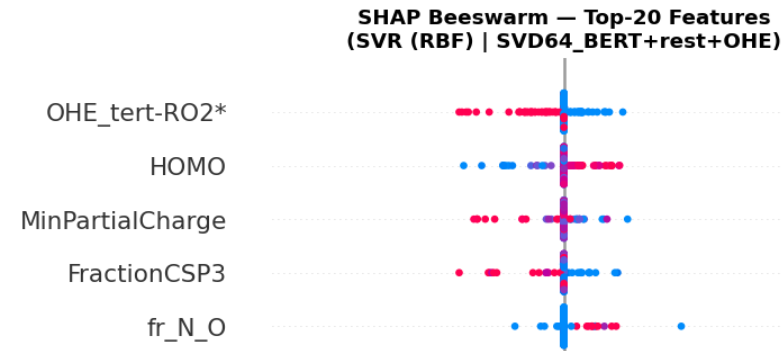 SHAP Beeswarm — Top-20 Features
(SVR (RBF) | SVD64_BERT+rest+OHE)
OHE_tert-RO2*
HOMO
MinPartialCharge
FractionCSP3
fr_N_O